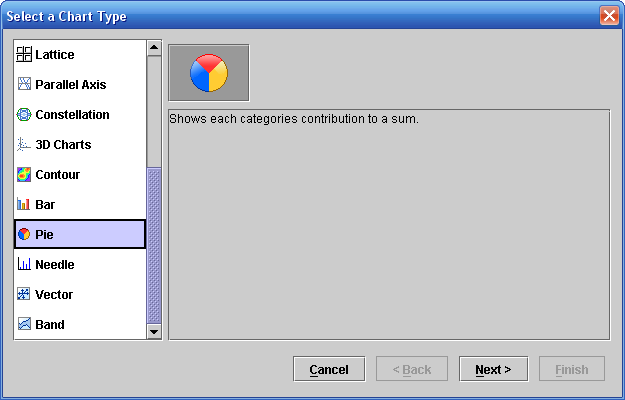 Select a Chart Type
Lattice
Parallel Axis
Constellation
3D Charts
Contour
Bar
Pie
Needle
Vector
Band
Shows each categories contribution to a sum.
Cancel
< Back
Next >
Finish